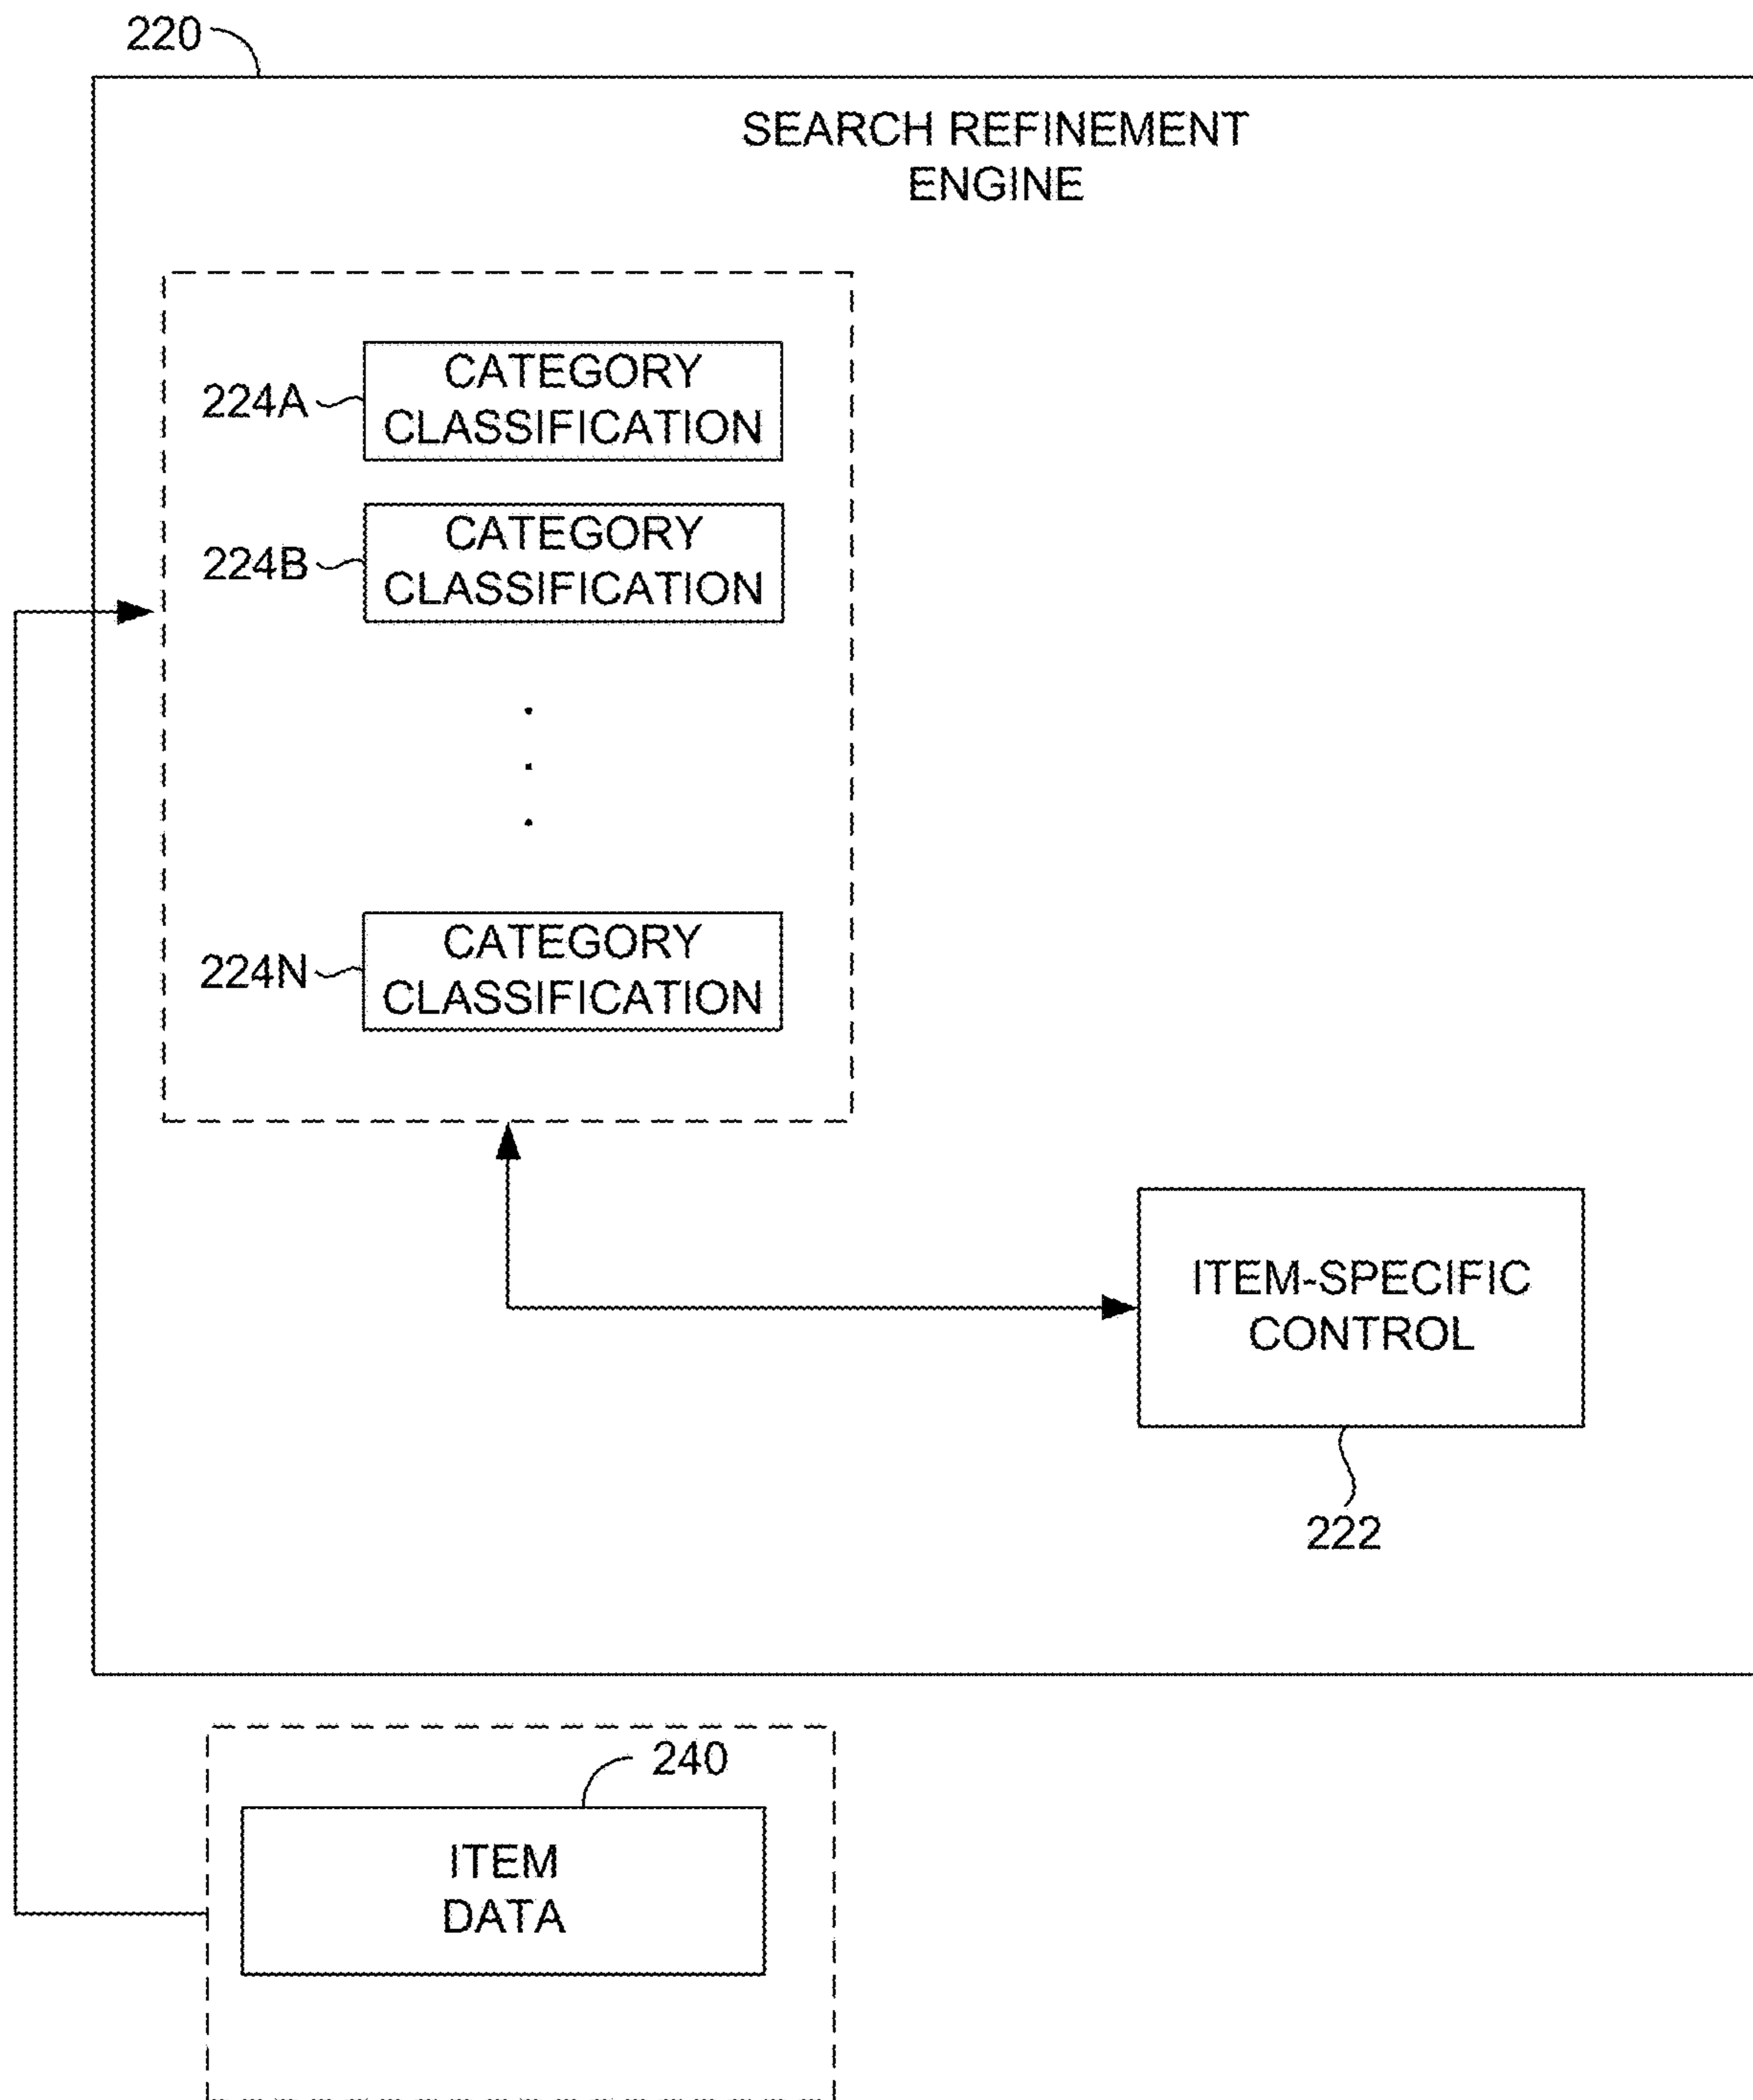 220
SEARCH REFINEMENT
ENGINE
CATEGORY
CLASSIFICATION
224A
CATEGORY
CLASSIFICATION
224B
CATEGORY
CLASSIFICATION
224N
ITEM-SPECIFIC
CONTROL
222
240
ITEM
DATA